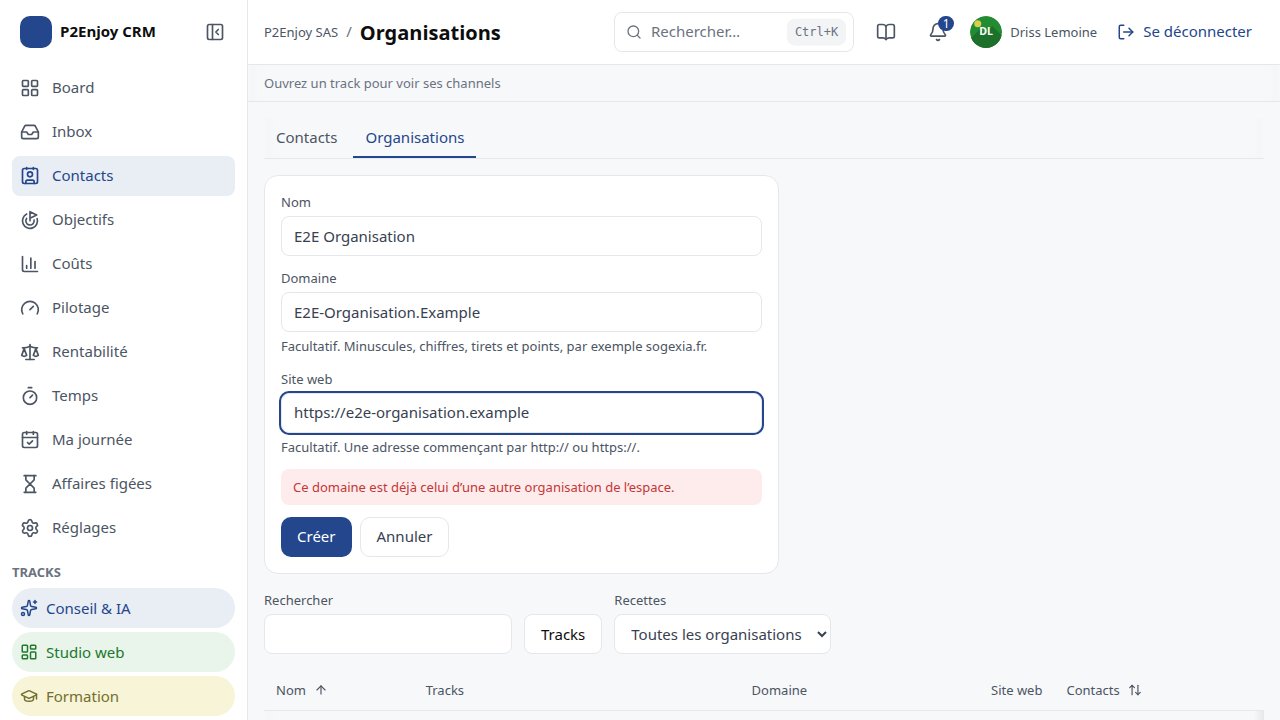 P2Enjoy CRM
Board
Inbox
Contacts
Objectifs
Coûts
Pilotage
Rentabilité
Temps
Ma journée
Affaires figées
Réglages
TRACKS
Conseil & IA
Studio web
Formation
P2Enjoy SAS / Organisations
Rechercher... Ctrl+K
1
DL
Driss Lemoine
Se déconnecter
Ouvrez un track pour voir ses channels
Contacts
Organisations
Nom
E2E Organisation
Domaine
E2E-Organisation.Example
Facultatif. Minuscules, chiffres, tirets et points, par exemple sogexia.fr.
Site web
https://e2e-organisation.example
Facultatif. Une adresse commençant par http:// ou https://.
Ce domaine est déjà celui d’une autre organisation de l’espace.
Créer
Annuler
Rechercher
Tracks
Recettes
Toutes les organisations
Nom Tracks Domaine Site web Contacts